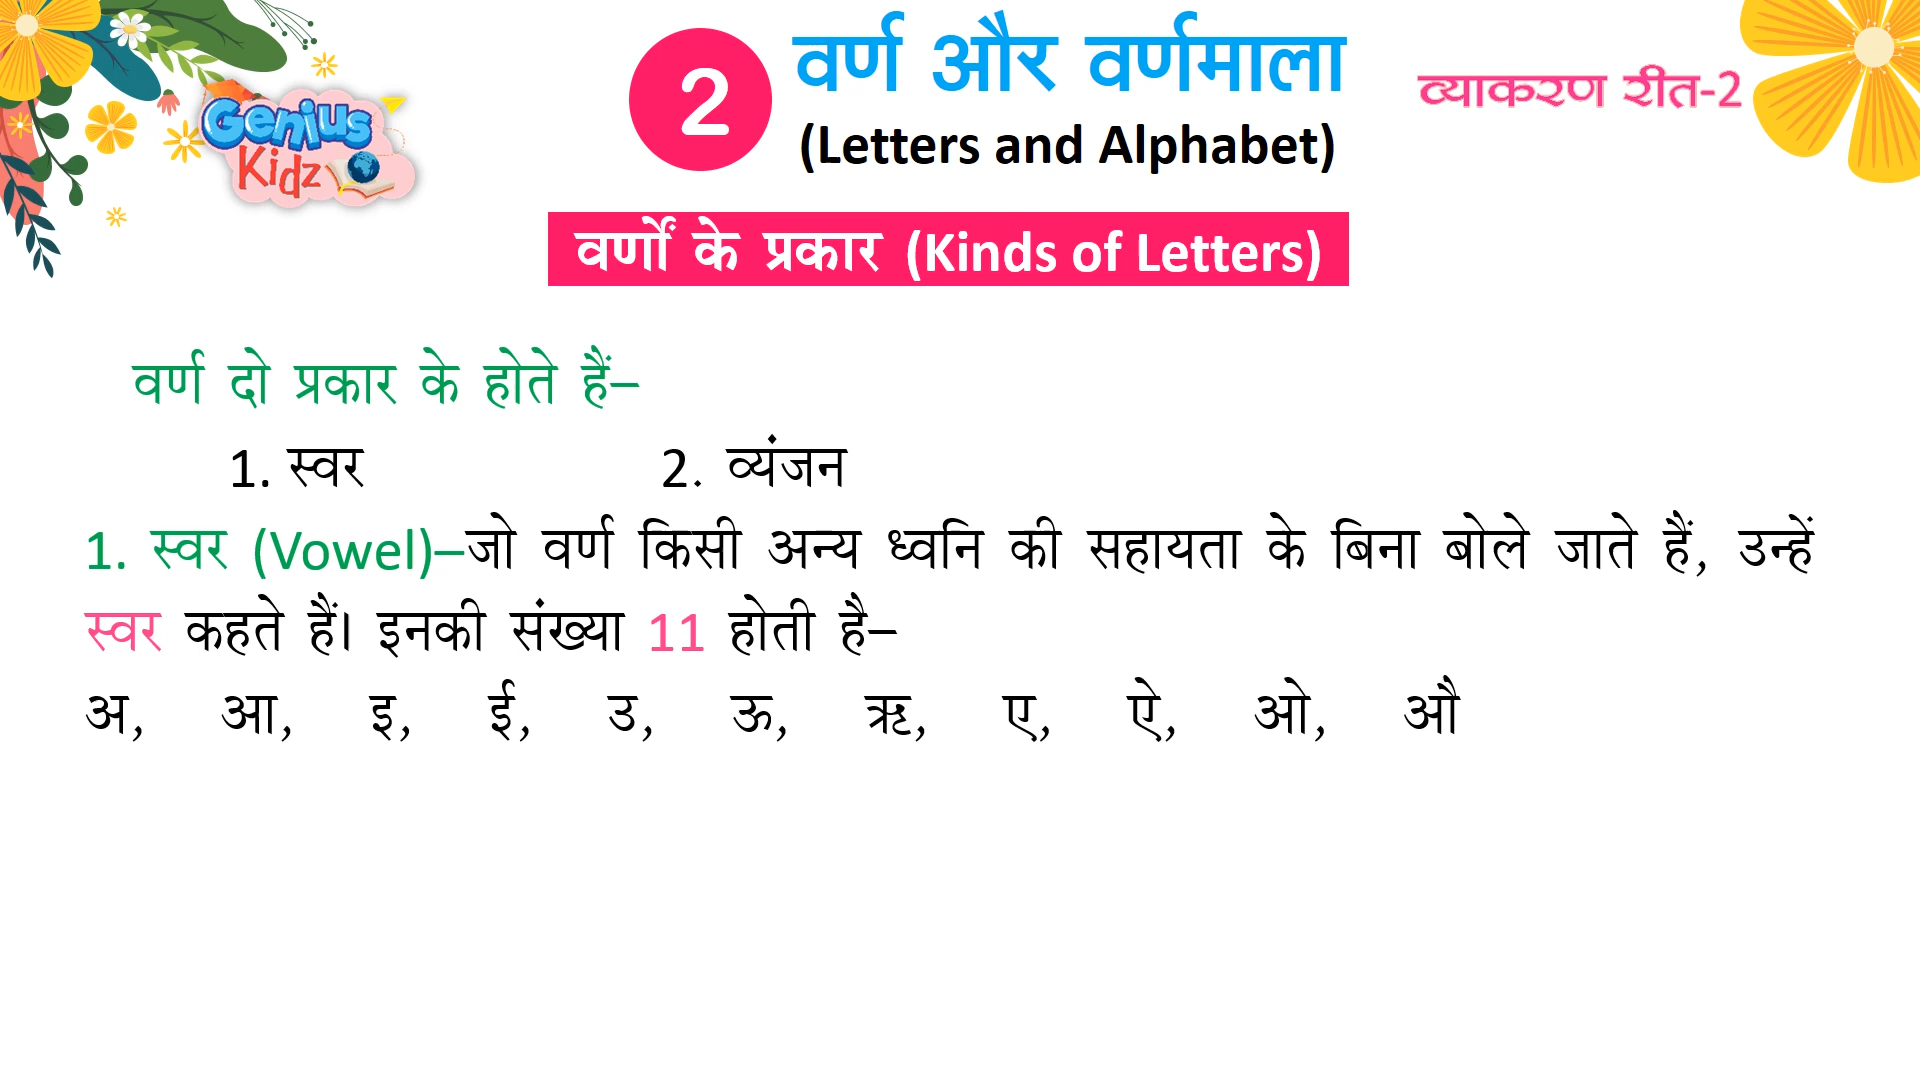 Genius
Kidz
2
वर्ण और वर्णमाला
(Letters and Alphabet)
व्याकरण रीत-2
वर्णों के प्रकार (Kinds of Letters)
वर्ण दो प्रकार के होते हैं–
1. स्वर 2. व्यंजन
1. स्वर (Vowel)–जो वर्ण किसी अन्य ध्वनि की सहायता के बिना बोले जाते हैं, उन्हें
स्वर कहते हैं। इनकी संख्या 11 होती है–
अ, आ, इ, ई, उ, ऊ, ऋ, ए, ऐ, ओ, औ